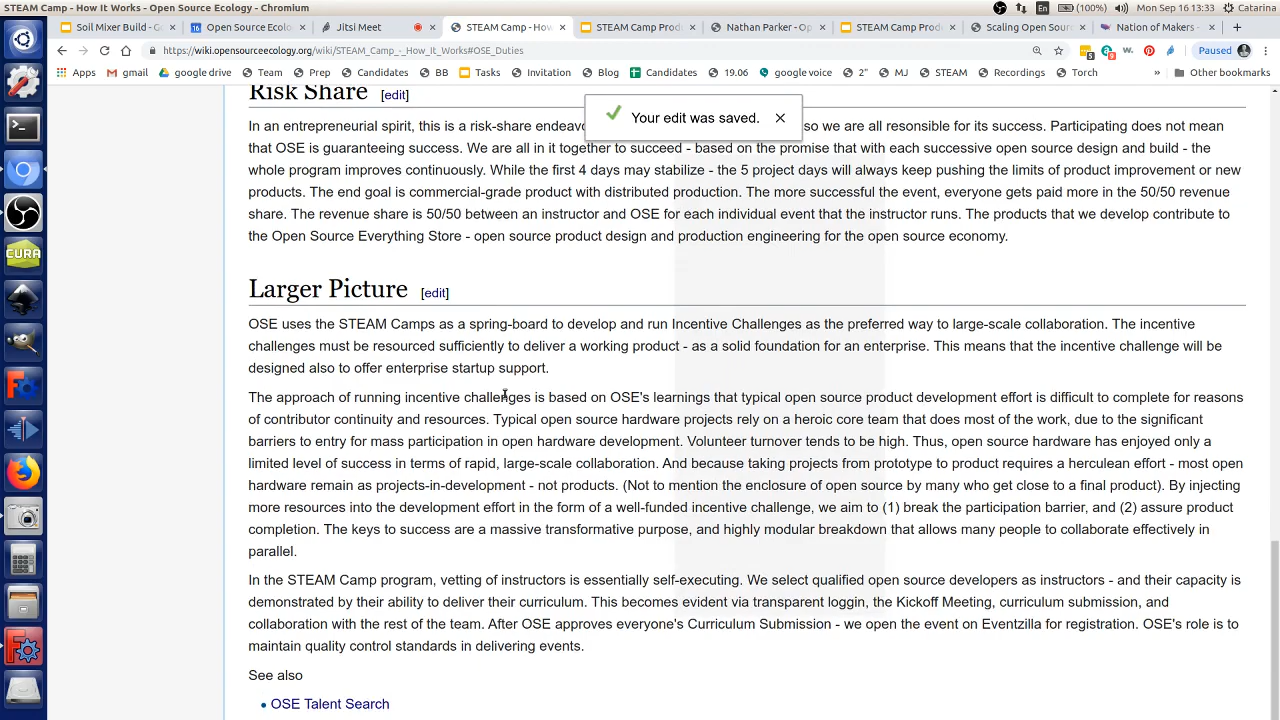 STEAM Camp - How It Works - Open Source Ecology - Chromium
En (100%) Mon Sep 16 13:33 Catarina
Soil Mixer Build - G
16 Open Source Ecolo
Jitsi Meet
STEAM Camp - How
STEAM Camp Prod
Nathan Parker - Op
STEAM Camp Prod
Scaling Open Sour
Nation of Makers
https://wiki.opensourceecology.org/wiki/STEAM_Camp_-_How_It_Works#OSE_Duties
Paused
Apps gmail google drive Team Prep Candidates BB Tasks Invitation Blog Candidates 19.06 google voice 2" MJ STEAM Recordings Torch » Other bookmarks
Risk Share [edit]
Your edit was saved.
In an entrepreneurial spirit, this is a risk-share endeavo so we are all resonsible for its success. Participating does not mean
that OSE is guaranteeing success. We are all in it together to succeed - based on the promise that with each successive open source design and build - the
whole program improves continuously. While the first 4 days may stabilize - the 5 project days will always keep pushing the limits of product improvement or new
products. The end goal is commercial-grade product with distributed production. The more successful the event, everyone gets paid more in the 50/50 revenue
share. The revenue share is 50/50 between an instructor and OSE for each individual event that the instructor runs. The products that we develop contribute to
the Open Source Everything Store - open source product design and production engineering for the open source economy.
Larger Picture [edit]
OSE uses the STEAM Camps as a spring-board to develop and run Incentive Challenges as the preferred way to large-scale collaboration. The incentive
challenges must be resourced sufficiently to deliver a working product - as a solid foundation for an enterprise. This means that the incentive challenge will be
designed also to offer enterprise startup support.
The approach of running incentive challenges is based on OSE's learnings that typical open source product development effort is difficult to complete for reasons
of contributor continuity and resources. Typical open source hardware projects rely on a heroic core team that does most of the work, due to the significant
barriers to entry for mass participation in open hardware development. Volunteer turnover tends to be high. Thus, open source hardware has enjoyed only a
limited level of success in terms of rapid, large-scale collaboration. And because taking projects from prototype to product requires a herculean effort - most open
hardware remain as projects-in-development - not products. (Not to mention the enclosure of open source by many who get close to a final product). By injecting
more resources into the development effort in the form of a well-funded incentive challenge, we aim to (1) break the participation barrier, and (2) assure product
completion. The keys to success are a massive transformative purpose, and highly modular breakdown that allows many people to collaborate effectively in
parallel.
In the STEAM Camp program, vetting of instructors is essentially self-executing. We select qualified open source developers as instructors - and their capacity is
demonstrated by their ability to deliver their curriculum. This becomes evident via transparent loggin, the Kickoff Meeting, curriculum submission, and
collaboration with the rest of the team. After OSE approves everyone's Curriculum Submission - we open the event on Eventzilla for registration. OSE's role is to
maintain quality control standards in delivering events.
See also
OSE Talent Search
CURA